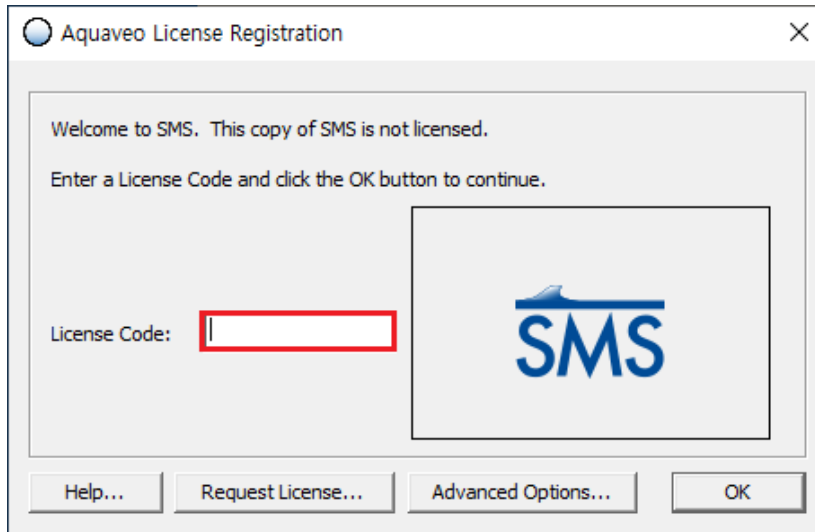 Aquaveo License Registration
Welcome to SMS.  This copy of SMS is not licensed.
Enter a License Code and click the OK button to continue.
License Code:
SMS
Help...
Request License...
Advanced Options...
OK